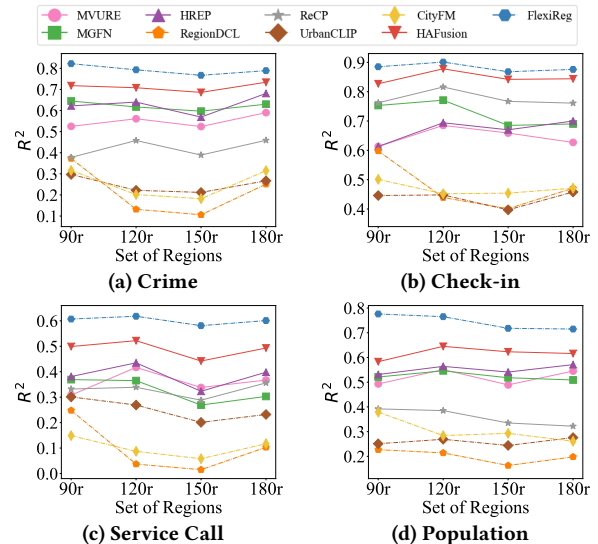 MVURE HREP ReCP CityFM FlexiReg
MGFN RegionDCL UrbanCLIP HAFusion
0.8
0.7
0.6
0.5
0.4
0.3
0.2
0.1
R²
90r 120r 150r 180r
Set of Regions
(a) Crime
0.9
0.8
0.7
0.6
0.5
0.4
R²
90r 120r 150r 180r
Set of Regions
(b) Check-in
0.6
0.5
0.4
0.3
0.2
0.1
0.0
R²
90r 120r 150r 180r
Set of Regions
(c) Service Call
0.8
0.7
0.6
0.5
0.4
0.3
0.2
R²
90r 120r 150r 180r
Set of Regions
(d) Population